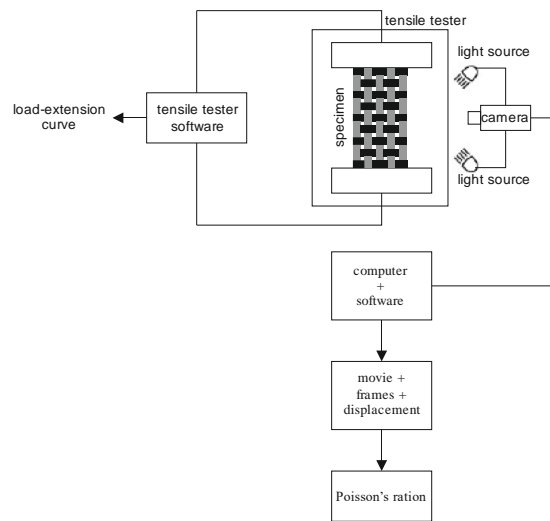 tensile tester
light source
load-extension
curve
tensile tester
software
specimen
camera
light source
computer
+
software
movie +
frames +
displacement
Poisson's ration